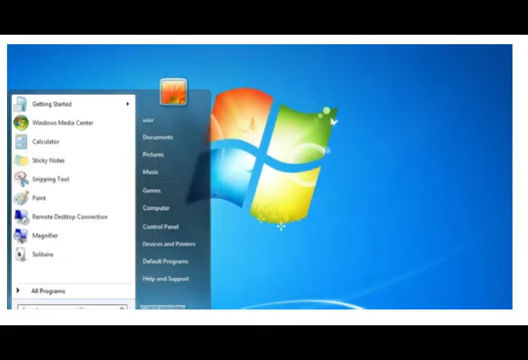 Getting Started
Windows Media Center
Calculator
Sticky Notes
Snipping Tool
Paint
Remote Desktop Connection
Magnifier
Solitaire
All Programs
user
Documents
Pictures
Music
Games
Computer
Control Panel
Devices and Printers
Default Programs
Help and Support